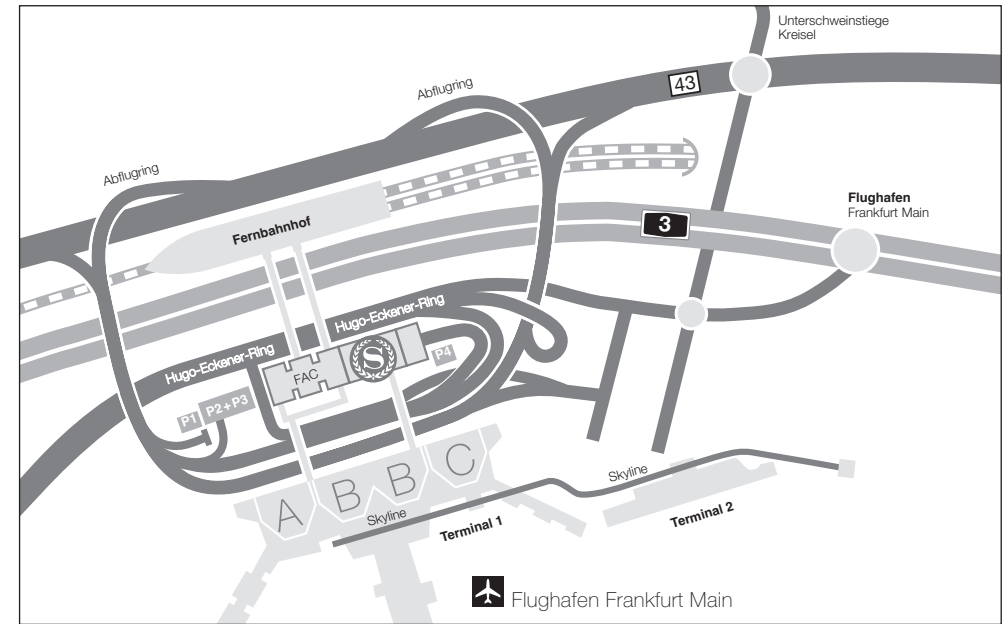 Unterschweinstiege
Kreisel
43
Abflugring
Abflugring
Flughafen
Frankfurt Main
3
Fernbahnhof
Hugo-Eckener-Ring
Hugo-Eckener-Ring
S
FAC
P4
P1
P2+P3
A
B
B
C
Skyline
Skyline
Terminal 1
Terminal 2
Flughafen Frankfurt Main